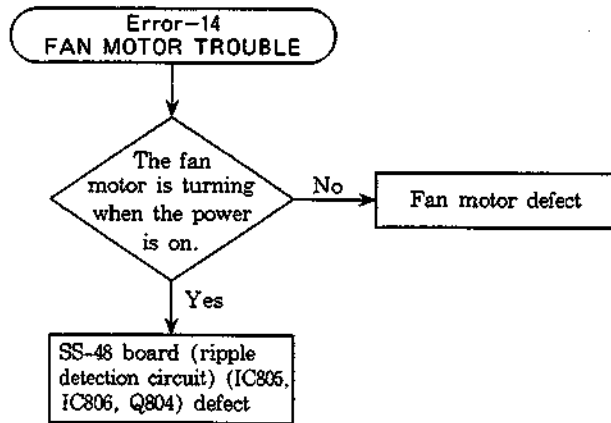 Error-14
FAN MOTOR TROUBLE
The fan
motor is turning
when the power
is on.
No
Fan motor defect
Yes
SS-48 board (ripple
detection circuit) (IC805,
IC806, Q804) defect